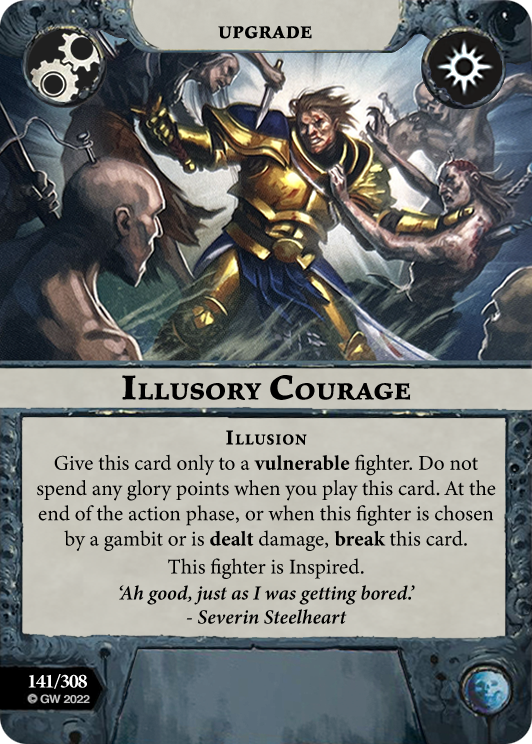 UPGRADE
ILLUSORY COURAGE
ILLUSION
Give this card only to a vulnerable fighter. Do not
spend any glory points when you play this card. At the
end of the action phase, or when this fighter is chosen
by a gambit or is dealt damage, break this card.
This fighter is Inspired.
‘Ah good, just as I was getting bored.’
- Severin Steelheart
141/308
© GW 2022